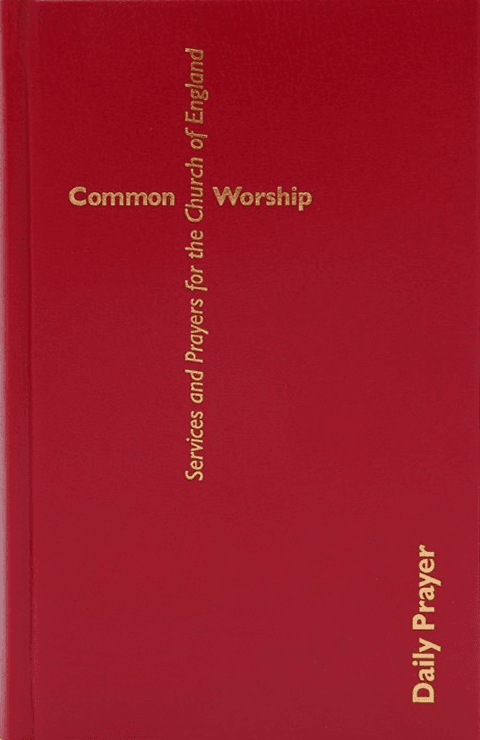 Common Worship
Services and Prayers for the Church of England
Daily Prayer